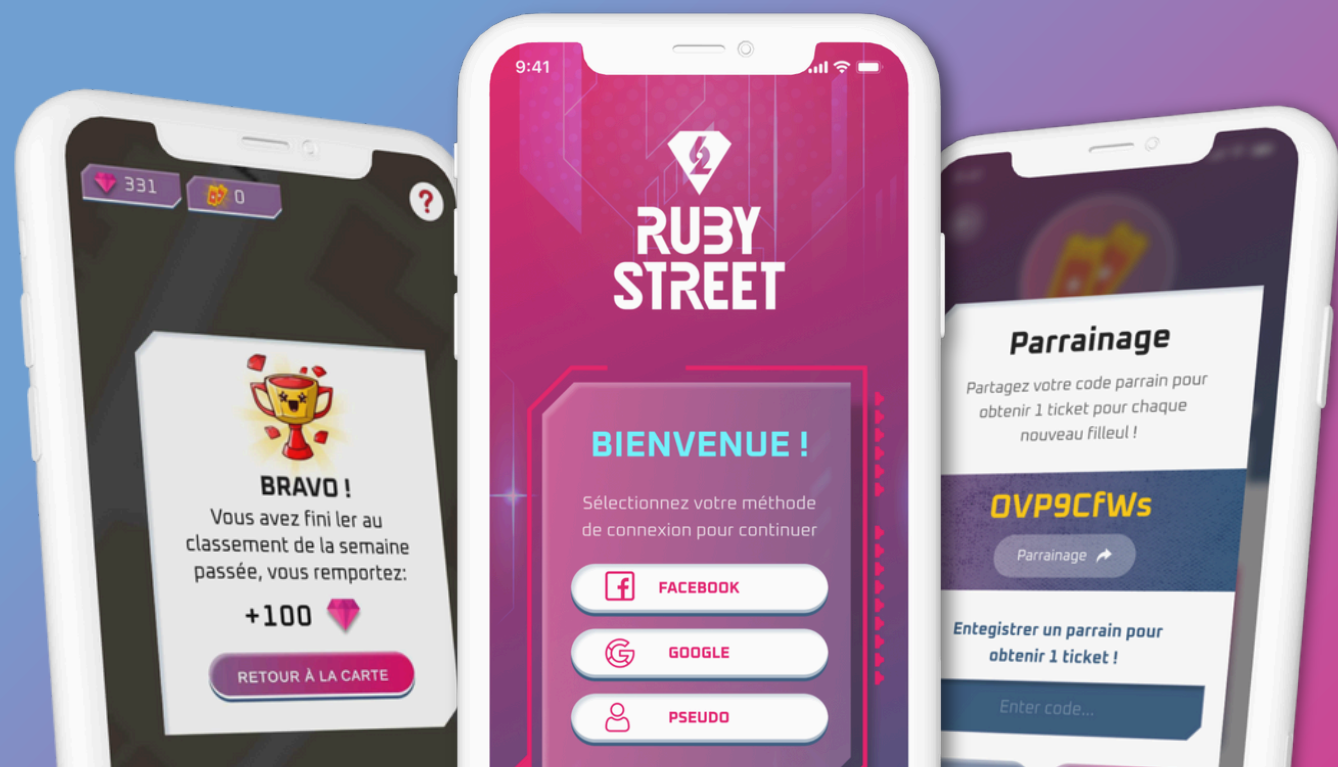 331
0
?
BRAVO !
Vous avez fini 1er au
classement de la semaine
passée, vous remportez:
+100
RETOUR À LA CARTE
9:41
RUBY
STREET
BIENVENUE !
Sélectionnez votre méthode
de connexion pour continuer
FACEBOOK
GOOGLE
PSEUDO
Parrainage
Partagez votre code parrain pour
obtenir 1 ticket pour chaque
nouveau filleul !
OVP9CfWs
Parrainage
Entegistrer un parrain pour
obtenir 1 ticket !
Enter code...